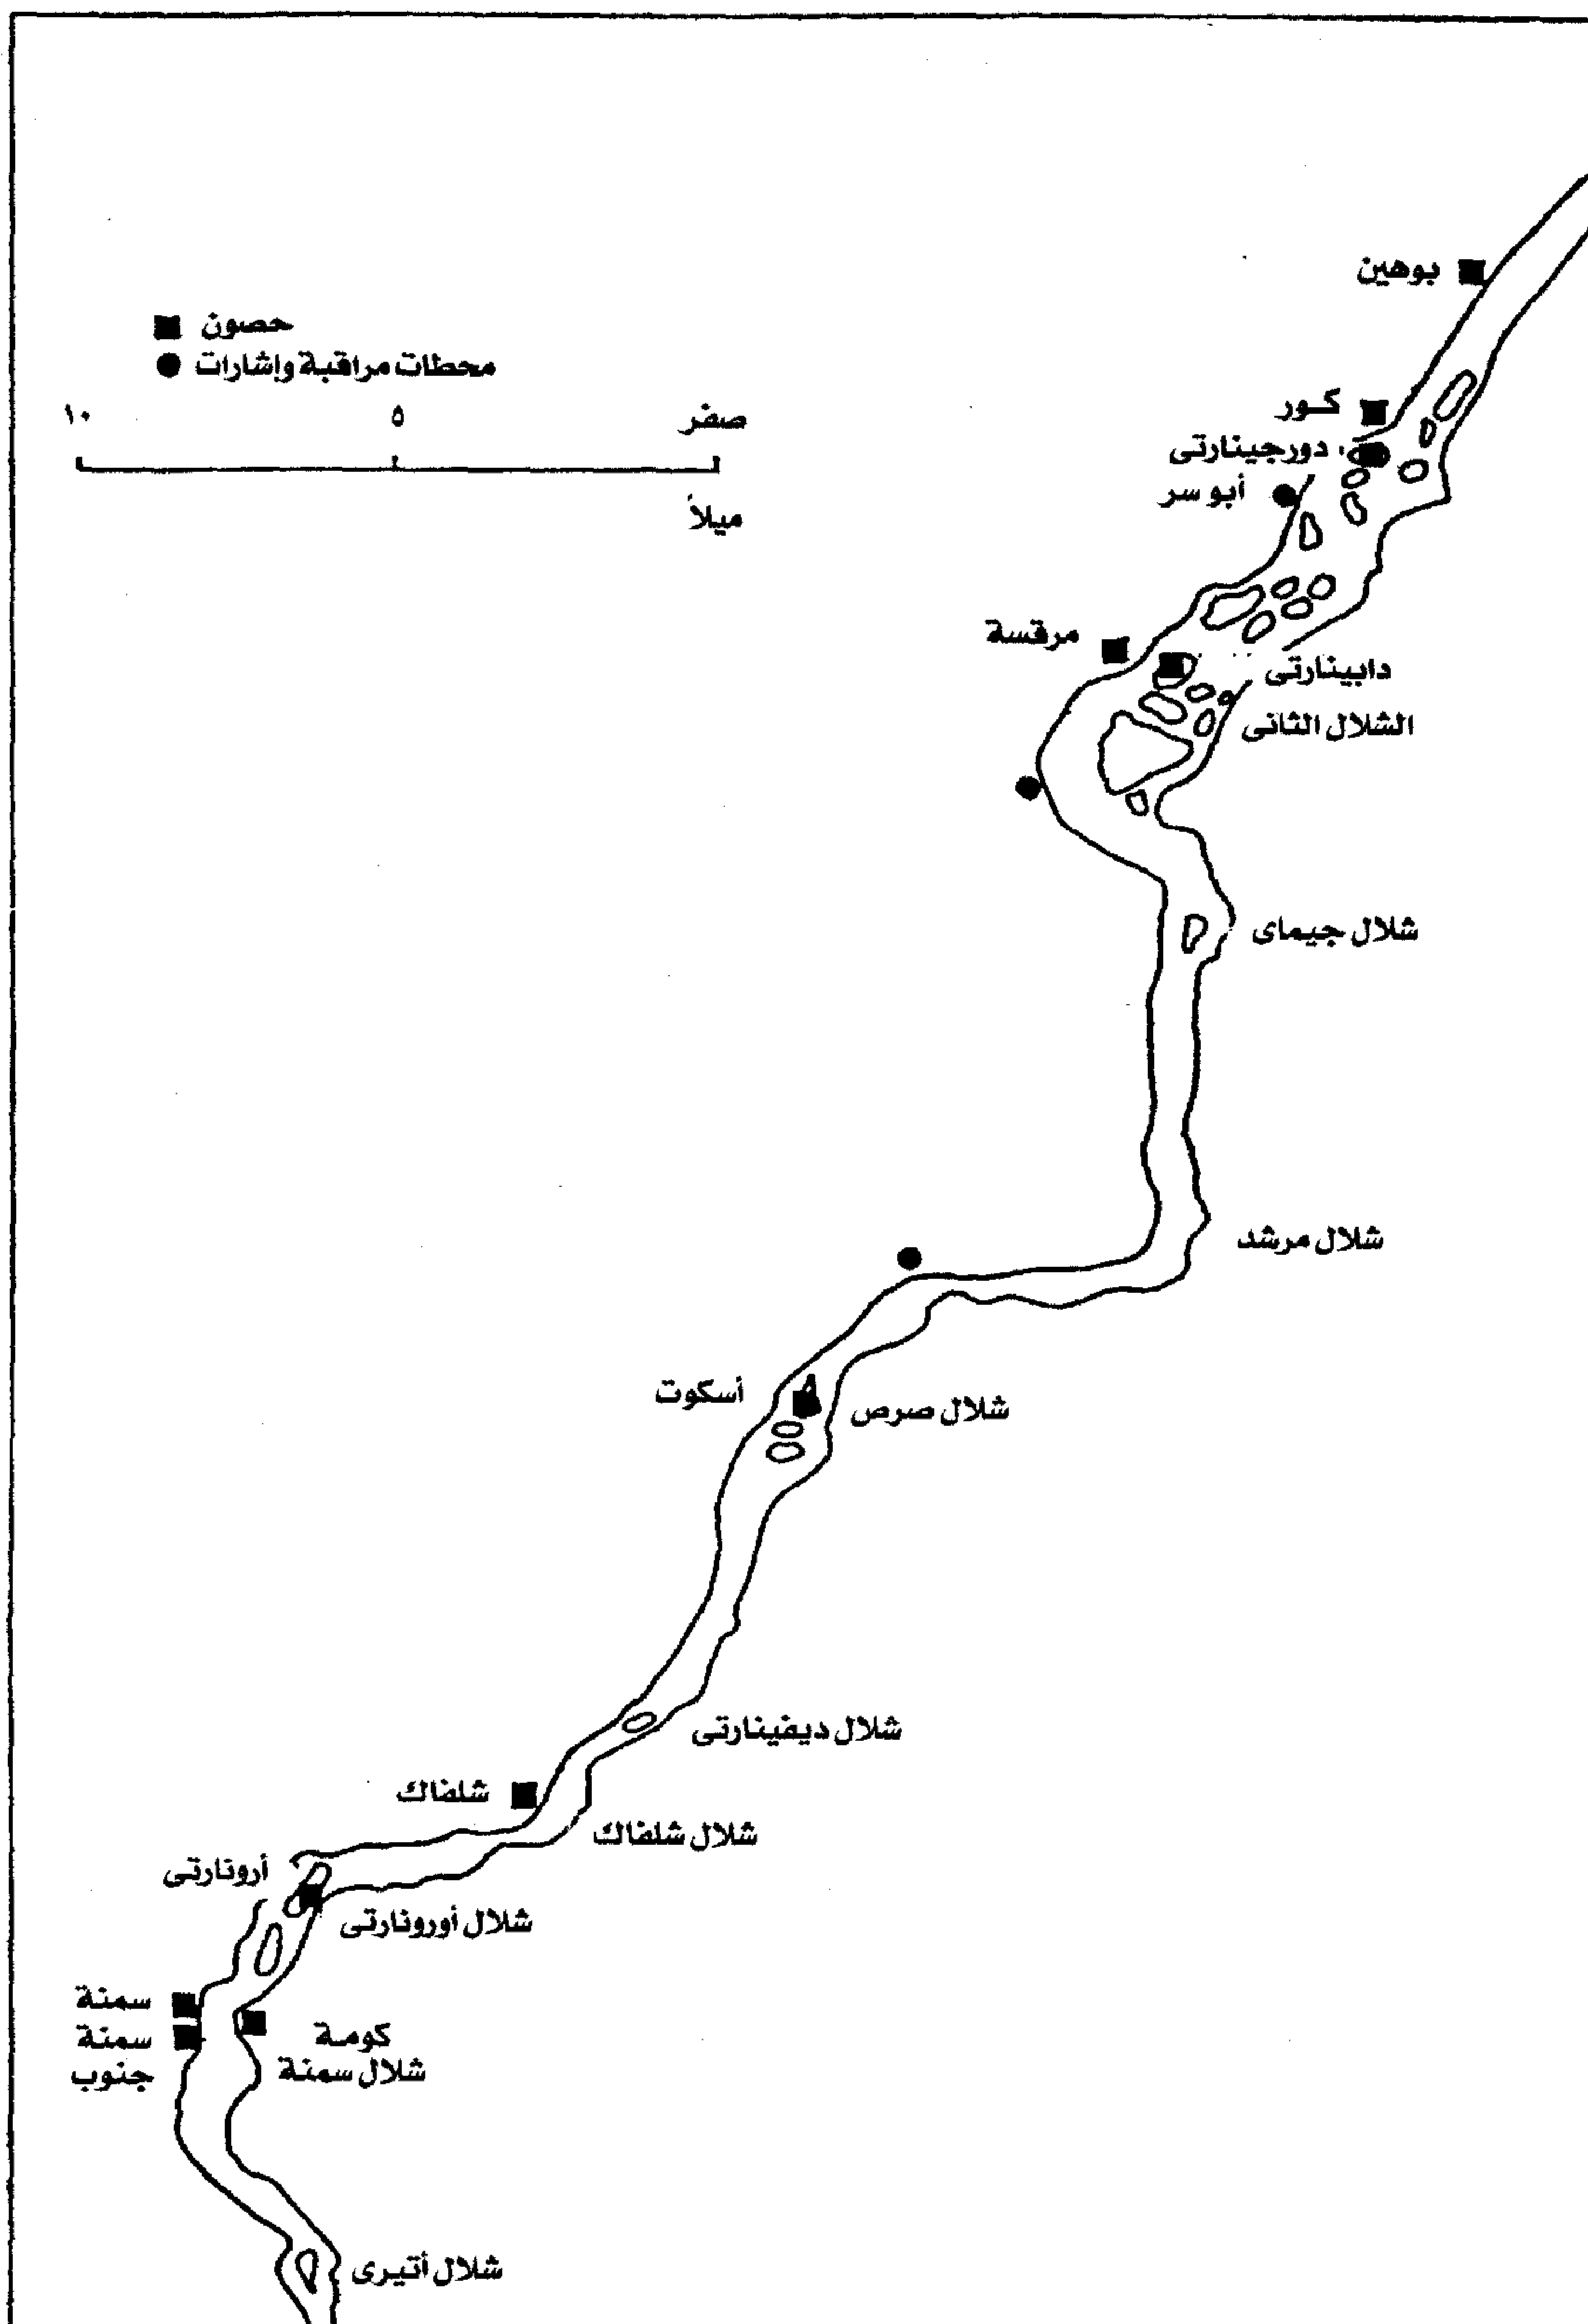 بوهين
حصون
محطات مراقبة واشارات
كور
صفر
٥
١٠
دورجينارتى
أبو سر
ميلاً
مرقسة
دابينارتى
الشلال الثانى
شلال جيماى
شلال مرشد
أسكوت
شلال صرص
شلال ديفينارتى
شلفاك
شلال شلفاك
أرونارتى
شلال أورونارتى
سمنة
سمنة
جنوب
كومة
شلال سمنة
شلال أتيرى